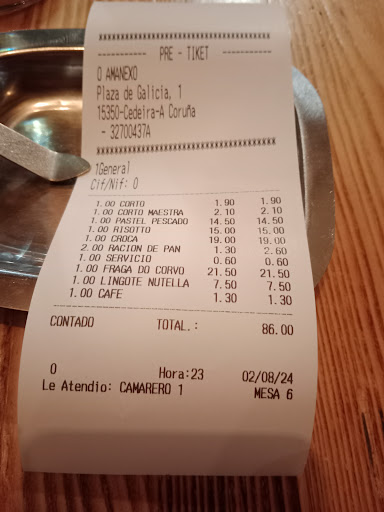 PRE - TIKET
O AMANEXO
Plaza de Galicia, 1
15350-Cedeira-A Coruña
- 32700437A
1General
Cif/Nif: 0
1.00 CORTO 1.90 1.90
1.00 CORTO MAESTRA 2.10 2.10
1.00 PASTEL PESCADO 14.50 14.50
1.00 RISOTTO 15.00 15.00
1.00 CROCA 19.00 19.00
2.00 RACION DE PAN 1.30 2.60
1.00 SERVICIO 0.60 0.60
1.00 FRAGA DO CORVO 21.50 21.50
1.00 LINGOTE NUTELLA 7.50 7.50
1.00 CAFE 1.30 1.30
CONTADO TOTAL.: 86.00
0 Hora:23 02/08/24
Le Atendio: CAMARERO 1 MESA 6